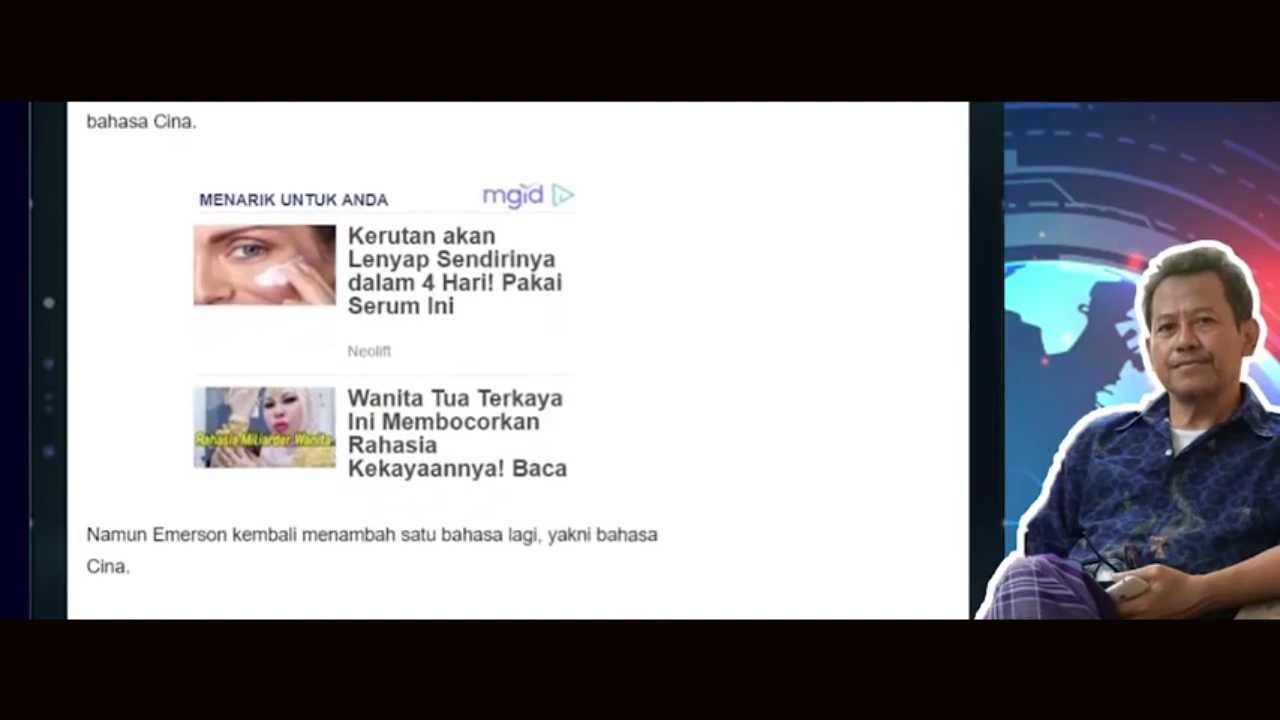 bahasa Cina.
MENARIK UNTUK ANDA
mgid
Kerutan akan
Lenyap Sendirinya
dalam 4 Hari! Pakai
Serum Ini
Neolift
Rahasia Miliarder Wanita
Wanita Tua Terkaya
Ini Membocorkan
Rahasia
Kekayaannya! Baca
Namun Emerson kembali menambah satu bahasa lagi, yakni bahasa
Cina.